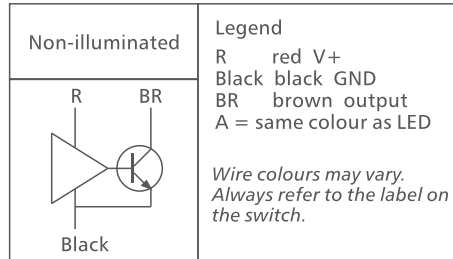 Non-illuminated
R BR
Black
Legend
R red V+
Black black GND
BR brown output
A = same colour as LED
Wire colours may vary.
Always refer to the label on
the switch.